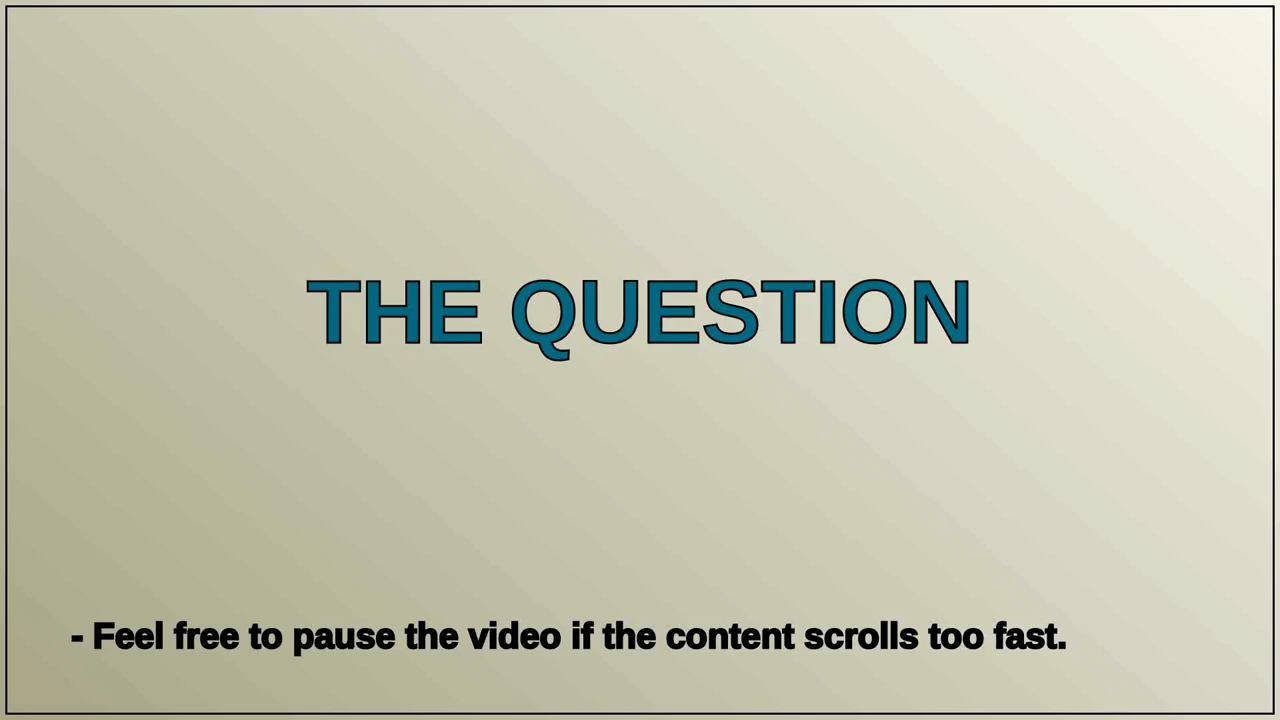 THE QUESTION
- Feel free to pause the video if the content scrolls too fast.